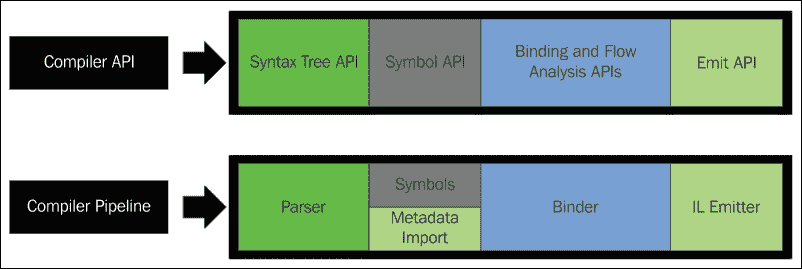 Compiler API
Syntax Tree API
Symbol API
Binding and Flow
Analysis APIs
Emit API
Compiler Pipeline
Parser
Symbols
Metadata
Import
Binder
IL Emitter